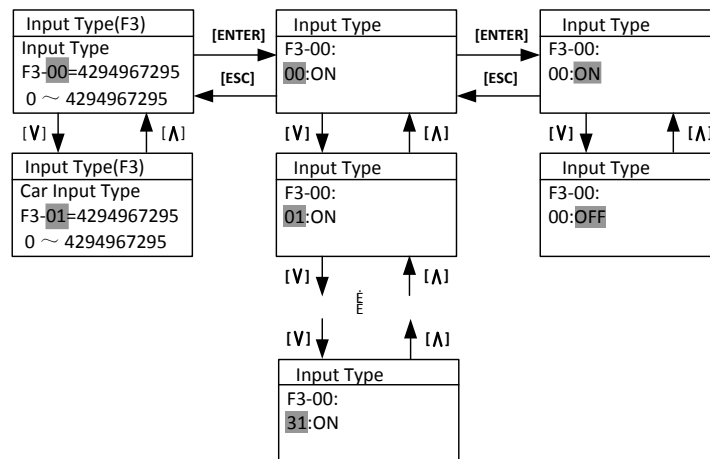 Input Type(F3)
Input Type
F3-00=4294967295
0 ～ 4294967295
[ENTER]
[ESC]
Input Type
F3-00:
00:ON
[ENTER]
[ESC]
Input Type
F3-00:
00:ON
[∨]
[∧]
[∨]
[∧]
[∨]
[∧]
Input Type(F3)
Car Input Type
F3-01=4294967295
0 ～ 4294967295
Input Type
F3-00:
01:ON
Input Type
F3-00:
00:OFF
[∨]
[∧]
[∨]
[∧]
Input Type
F3-00:
31:ON